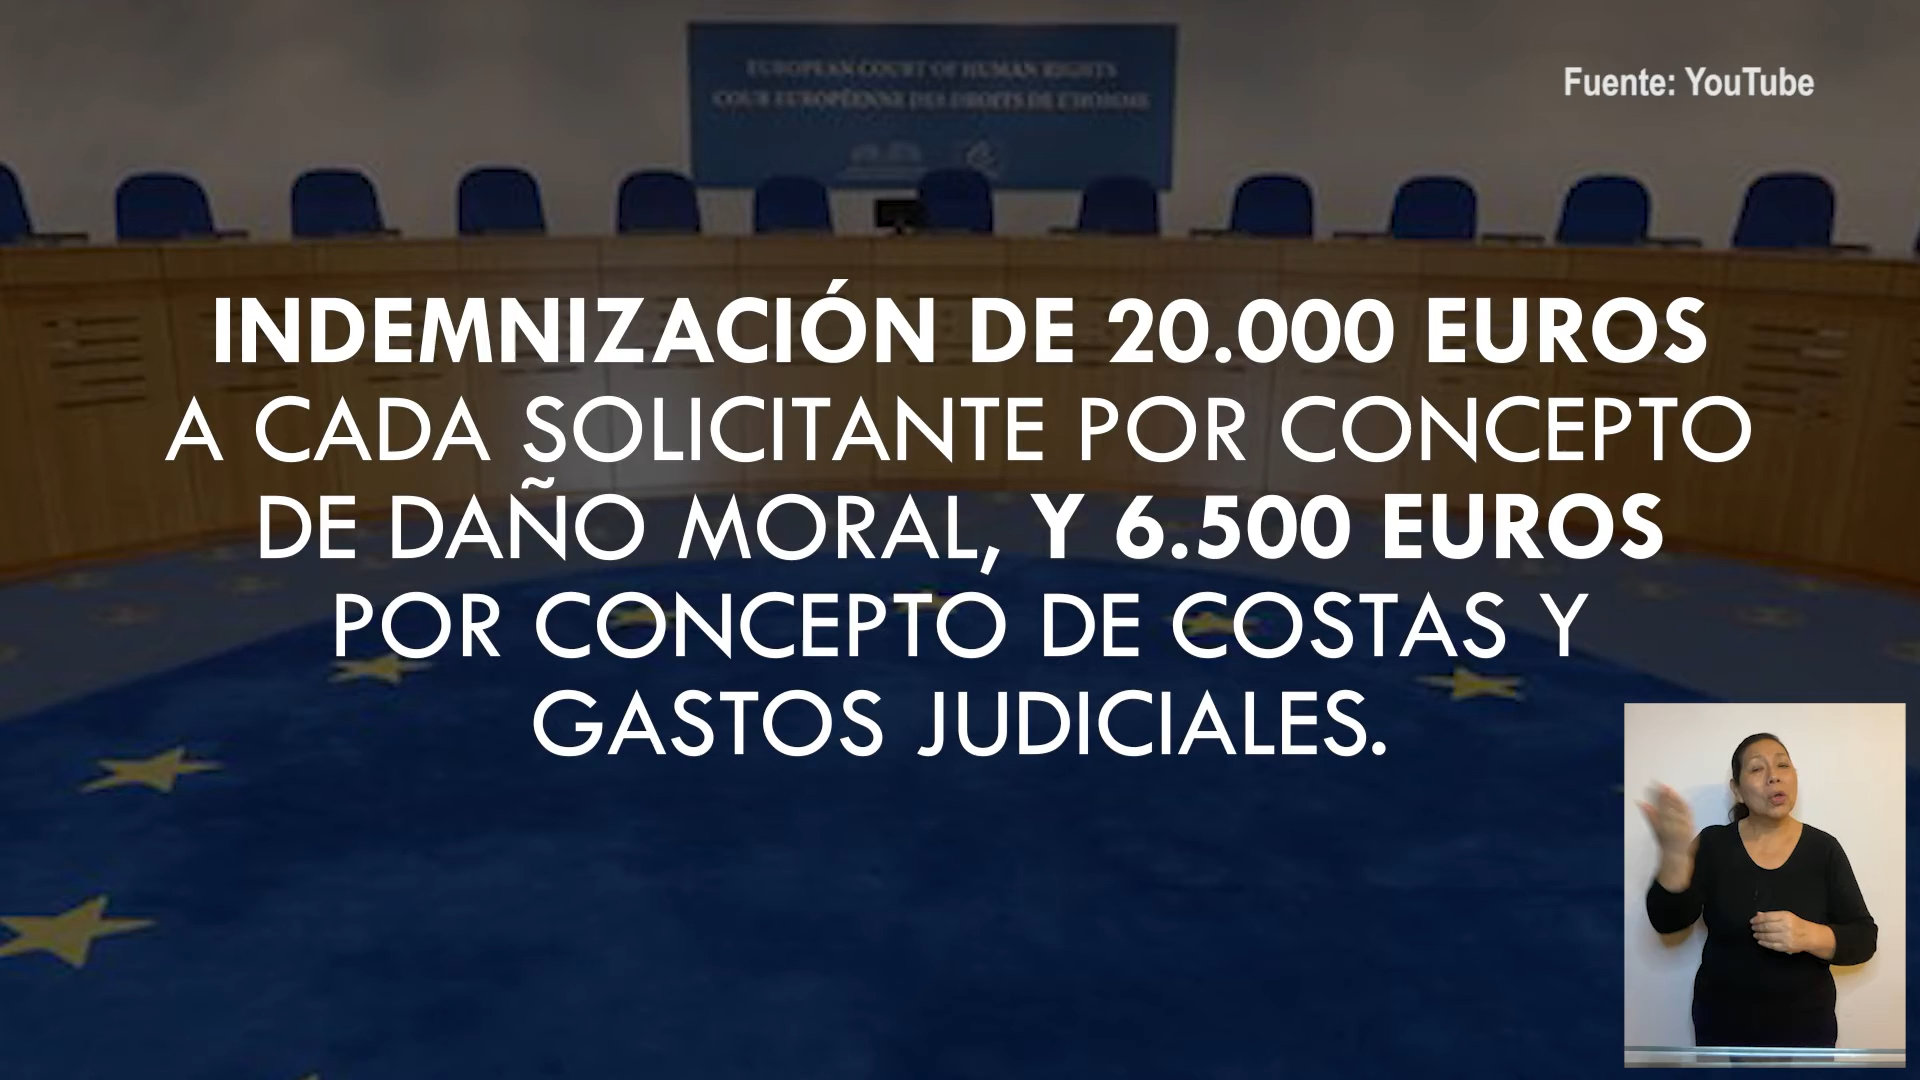 EUROPEAN COURT OF HUMAN RIGHTS
COUR EUROPÉENNE DES DROITS DE L'HOMME
Fuente: YouTube
INDEMNIZACIÓN DE 20.000 EUROS
A CADA SOLICITANTE POR CONCEPTO
DE DAÑO MORAL, Y 6.500 EUROS
POR CONCEPTO DE COSTAS Y
GASTOS JUDICIALES.